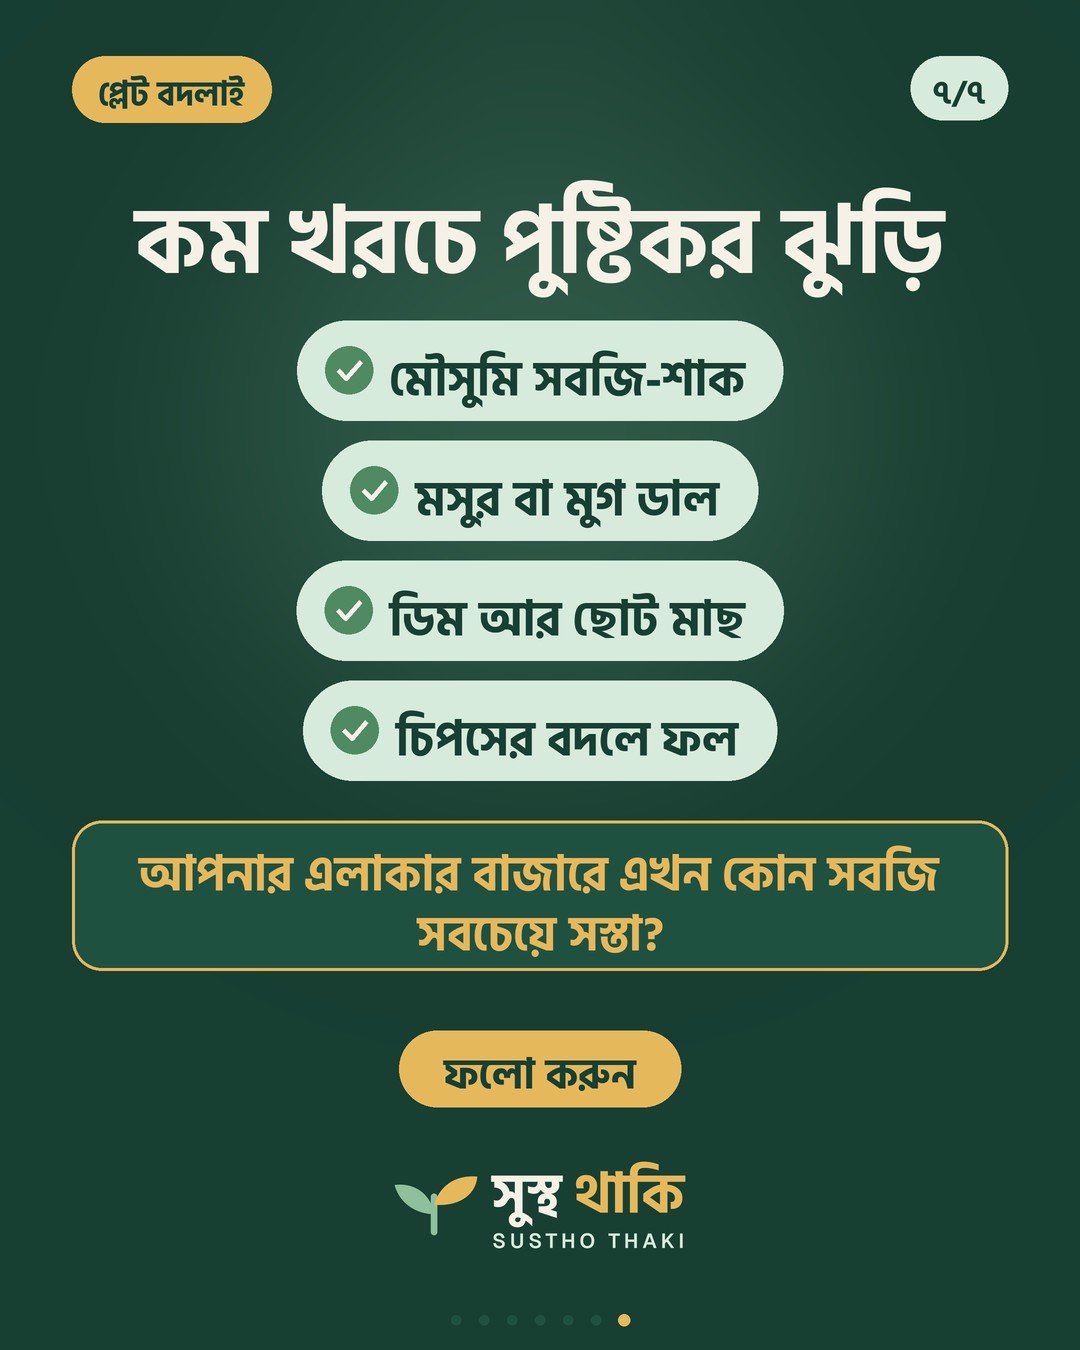 প্লেট বদলাই
৭/৭
কম খরচে পুষ্টিকর ঝুড়ি
মৌসুমি সবজি-শাক
মসুর বা মুগ ডাল
ডিম আর ছোট মাছ
চিপসের বদলে ফল
আপনার এলাকার বাজারে এখন কোন সবজি
সবচেয়ে সস্তা?
ফলো করুন
সুস্থ থাকি
SUSTHO THAKI